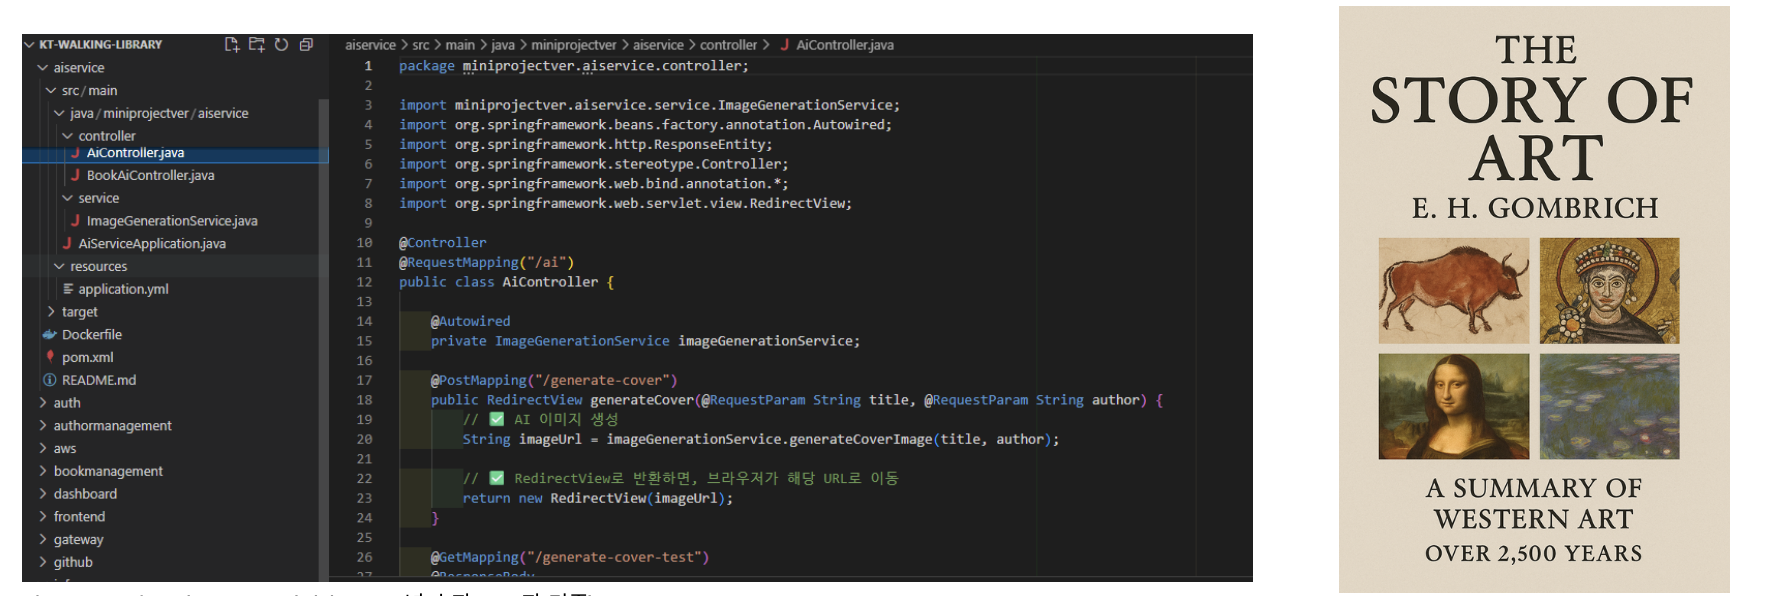 KT-WALKING-LIBRARY
aiservice
src/main
java/miniprojectver/aiservice
controller
AiController.java
BookAiController.java
service
ImageGenerationService.java
AiServiceApplication.java
resources
application.yml
target
Dockerfile
pom.xml
README.md
auth
authormanagement
aws
bookmanagement
dashboard
frontend
gateway
github
aiservice > src > main > java > miniprojectver > aiservice > controller > J AiController.java
1 package miniprojectver.aiservice.controller;
2
3 import miniprojectver.aiservice.service.ImageGenerationService;
4 import org.springframework.beans.factory.annotation.Autowired;
5 import org.springframework.http.ResponseEntity;
6 import org.springframework.stereotype.Controller;
7 import org.springframework.web.bind.annotation.*;
8 import org.springframework.web.servlet.view.RedirectView;
9
10 @Controller
11 @RequestMapping("/ai")
12 public class AiController {
13
14 @Autowired
15 private ImageGenerationService imageGenerationService;
16
17 @PostMapping("/generate-cover")
18 public RedirectView generateCover(@RequestParam String title, @RequestParam String author) {
19 // ✅ AI 이미지 생성
20 String imageUrl = imageGenerationService.generateCoverImage(title, author);
21
22 // ✅ RedirectView로 반환하면, 브라우저가 해당 URL로 이동
23 return new RedirectView(imageUrl);
24 }
25
26 @GetMapping("/generate-cover-test")
27 @ResponseBody
THE
STORY OF
ART
E. H. GOMBRICH
A SUMMARY OF
WESTERN ART
OVER 2,500 YEARS